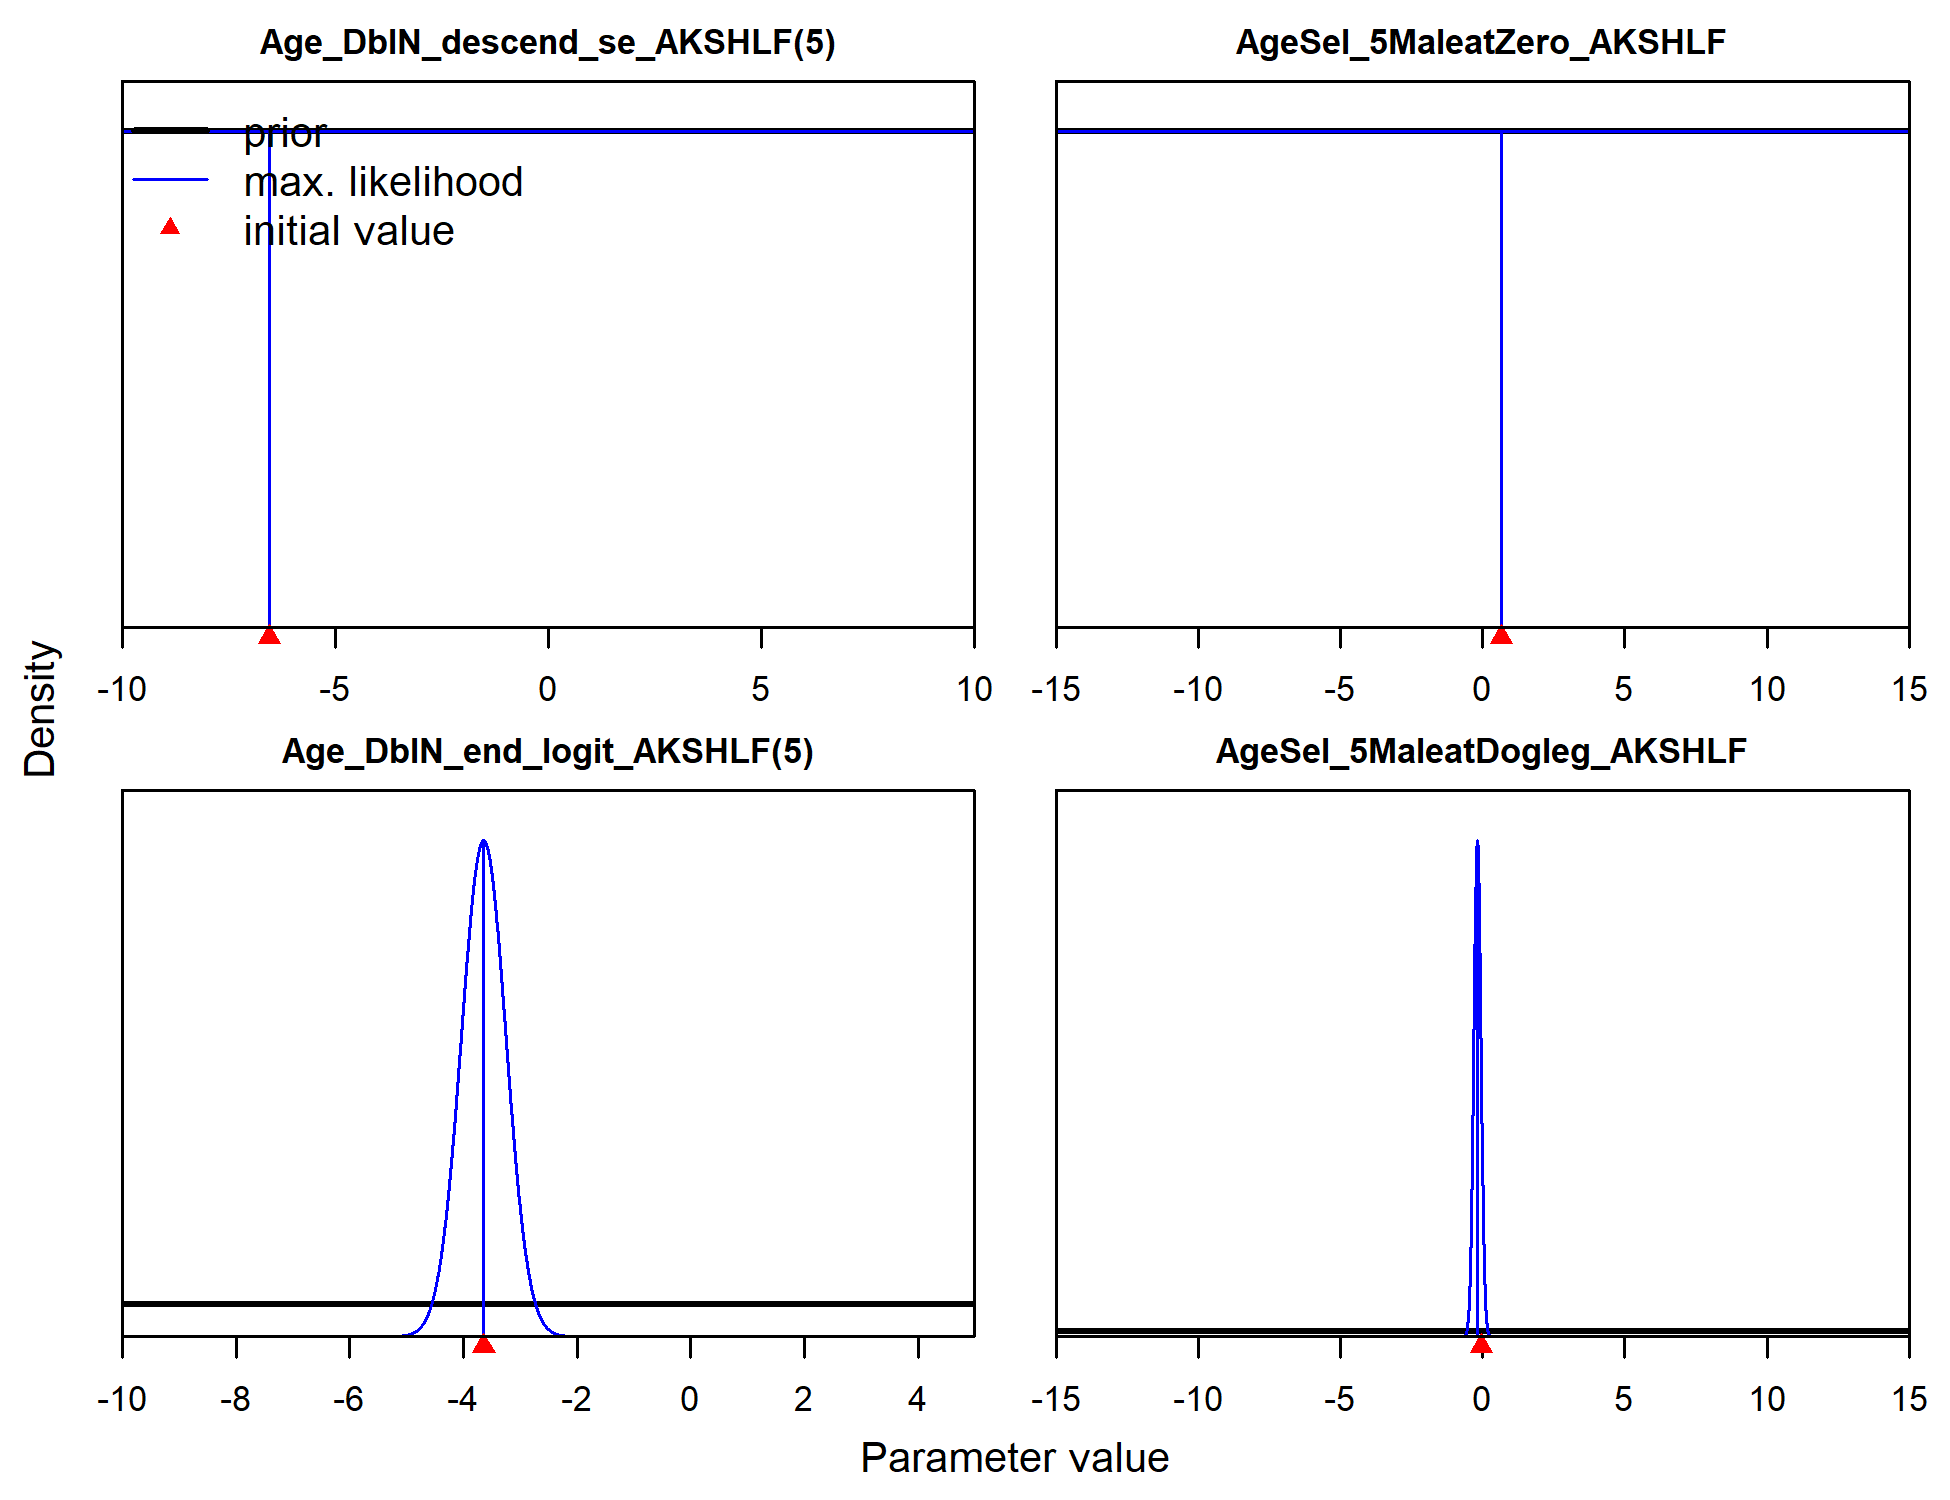 Age_DblN_descend_se_AKSHLF(5)
prior
max. likelihood
initial value
-10 -5 0 5 10
AgeSel_5MaleatZero_AKSHLF
-15 -10 -5 0 5 10 15
Density
Age_DblN_end_logit_AKSHLF(5)
-10 -8 -6 -4 -2 0 2 4
AgeSel_5MaleatDogleg_AKSHLF
-15 -10 -5 0 5 10 15
Parameter value